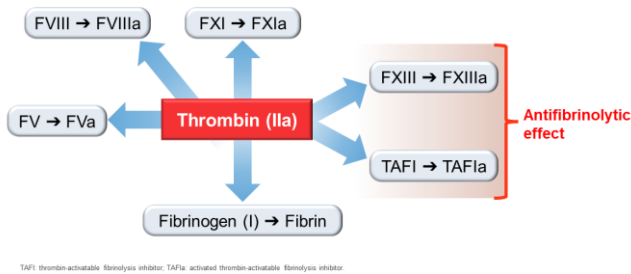 FVIII → FVIIIa
FXI → FXIa
FXIII → FXIIIa
FV → FVa
Thrombin (IIa)
Antifibrinolytic
effect
TAFI → TAFIa
Fibrinogen (I) → Fibrin
TAFI: thrombin-activatable fibrinolysis inhibitor; TAFIa: activated thrombin-activatable fibrinolysis inhibitor.